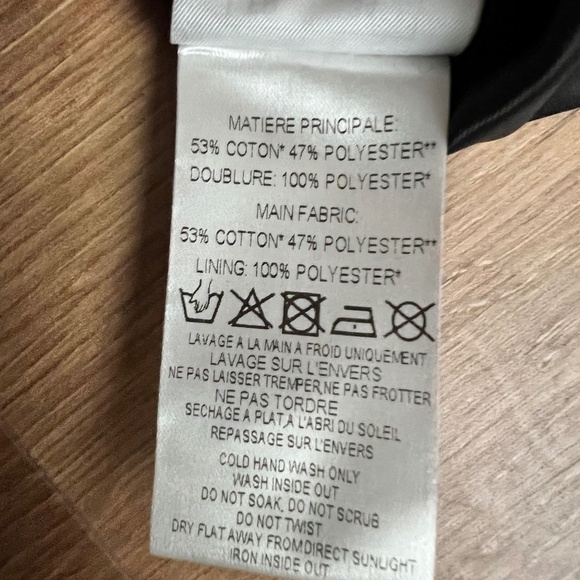 MATIERE PRINCIPALE:
53% COTON* 47% POLYESTER**
DOUBLURE: 100% POLYESTER*
MAIN FABRIC:
53% COTTON* 47% POLYESTER**
LINING: 100% POLYESTER*
LAVAGE A LA MAIN A FROID UNIQUEMENT
LAVAGE SUR L'ENVERS
NE PAS LAISSER TREMPER.NE PAS FROTTER
NE PAS TORDRE
SECHAGE A PLAT,A L'ABRI DU SOLEIL
REPASSAGE SUR L'ENVERS
COLD HAND WASH ONLY
WASH INSIDE OUT
DO NOT SOAK. DO NOT SCRUB
DO NOT TWIST
DRY FLAT AWAY FROM DIRECT SUNLIGHT
IRON INSIDE OUT